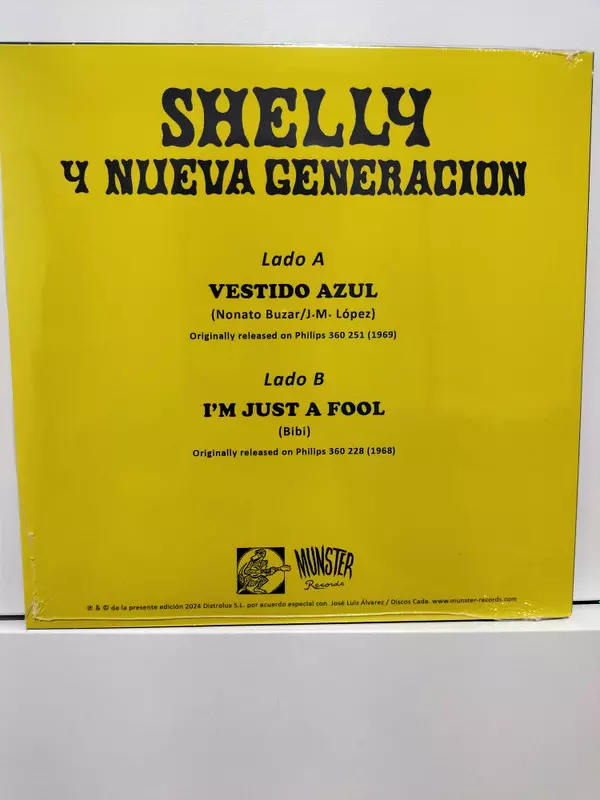 SHELLY
Y NUEVA GENERACION
Lado A
VESTIDO AZUL
(Nonato Buzar/J.M. López)
Originally released on Philips 360 251 (1969)
Lado B
I'M JUST A FOOL
(Bibi)
Originally released on Philips 360 228 (1968)
MUNSTER
Records
℗ & © de la presente edición 2024 Distrolux S.L. por acuerdo especial con José Luis Álvarez / Discos Cada. www.munster-records.com